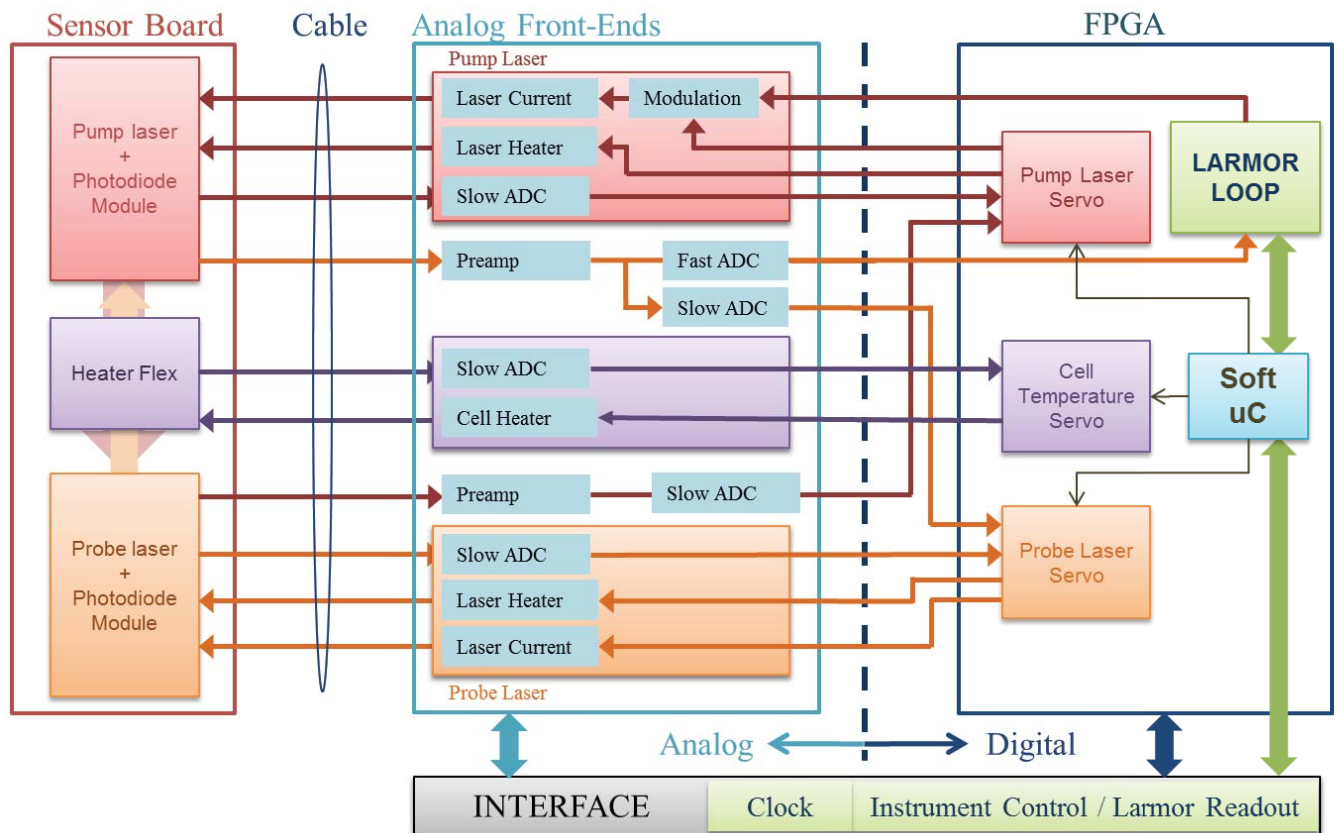 Sensor Board
Cable
Analog Front-Ends
FPGA
Pump Laser
Pump laser
+
Photodiode
Module
Laser Current
Modulation
Laser Heater
Slow ADC
Pump Laser
Servo
LARMOR
LOOP
Preamp
Fast ADC
Slow ADC
Heater Flex
Slow ADC
Cell Heater
Cell
Temperature
Servo
Soft
uC
Preamp
Slow ADC
Probe laser
+
Photodiode
Module
Slow ADC
Laser Heater
Laser Current
Probe Laser
Servo
Probe Laser
Analog
Digital
INTERFACE
Clock
Instrument Control / Larmor Readout